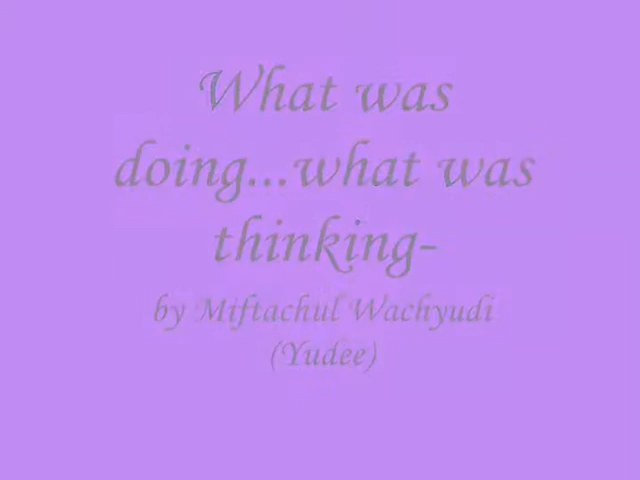 What was
doing...what was
thinking-
by Miftachul Wachyudi
(Yudee)